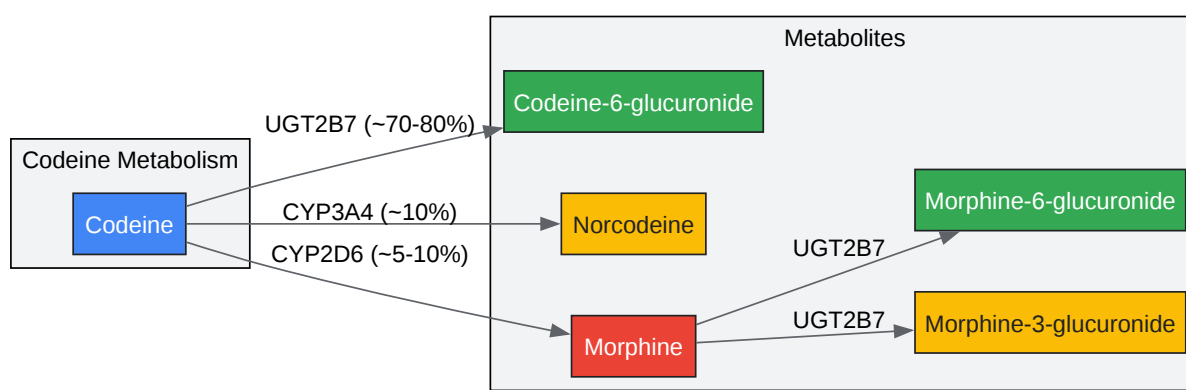 Metabolites
Codeine-6-glucuronide
UGT2B7 (~70-80%)
Codeine Metabolism
Codeine
CYP3A4 (~10%)
Norcodeine
Morphine-6-glucuronide
CYP2D6 (~5-10%)
UGT2B7
Morphine
UGT2B7
Morphine-3-glucuronide